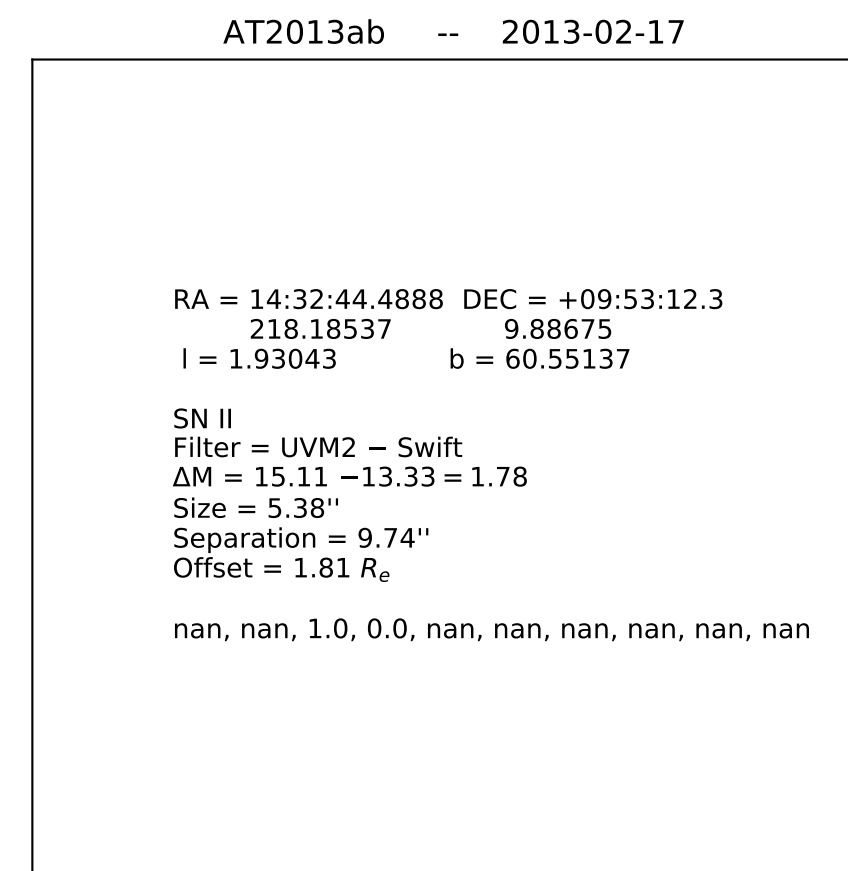 AT2013ab -- 2013-02-17
RA = 14:32:44.4888 DEC = +09:53:12.3
218.18537 9.88675
l = 1.93043 b = 60.55137
SN II
Filter = UVM2 − Swift
ΔM = 15.11 −13.33 = 1.78
Size = 5.38''
Separation = 9.74''
Offset = 1.81 Rₑ
nan, nan, 1.0, 0.0, nan, nan, nan, nan, nan, nan